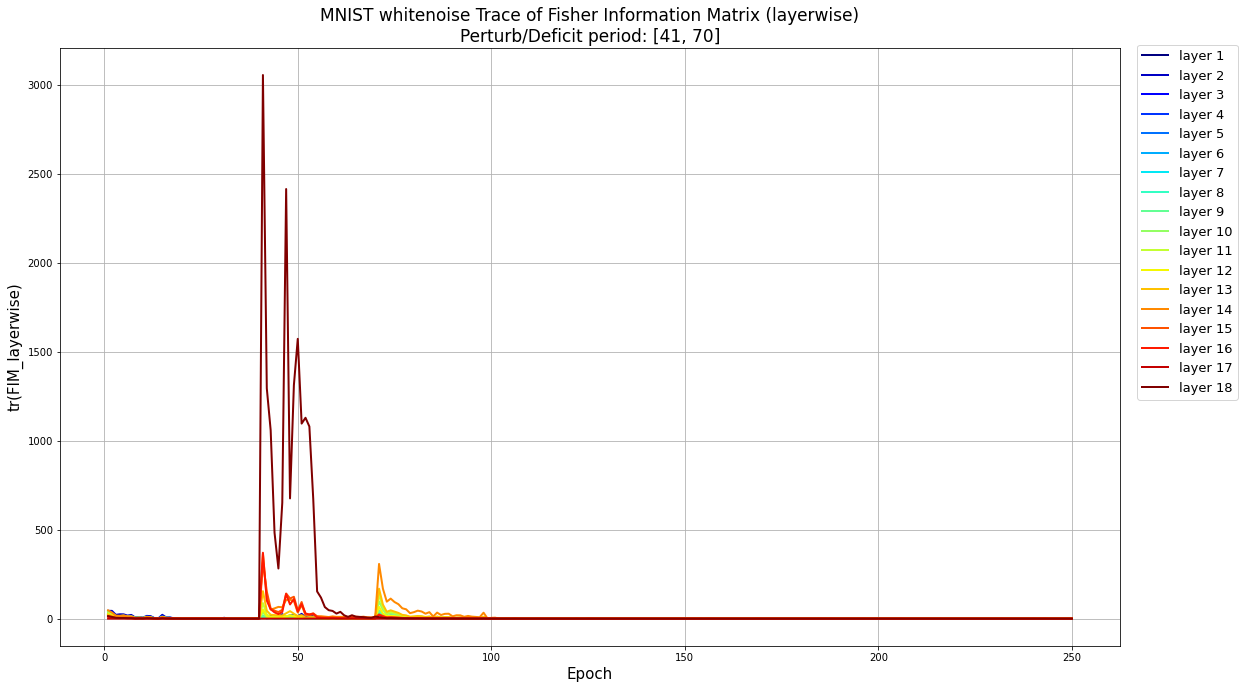 MNIST whitenoise Trace of Fisher Information Matrix (layerwise)
Perturb/Deficit period: [41, 70]
layer 1
layer 2
layer 3
layer 4
layer 5
layer 6
layer 7
layer 8
layer 9
layer 10
layer 11
layer 12
layer 13
layer 14
layer 15
layer 16
layer 17
layer 18
tr(FIM_layerwise)
3000
2500
2000
1500
1000
500
0
0
50
100
150
200
250
Epoch